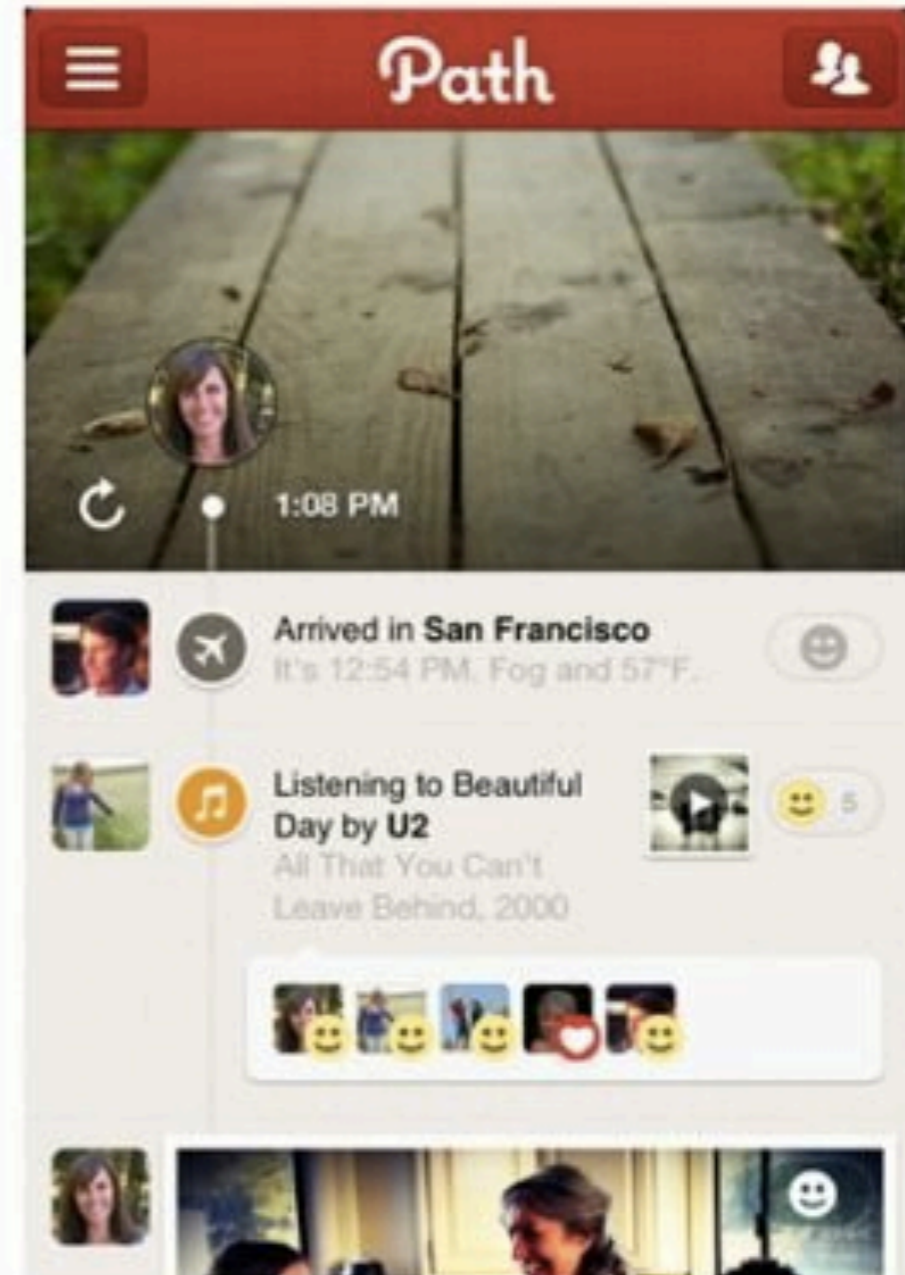 Path
1:08 PM
Arrived in San Francisco
It's 12:54 PM. Fog and 57°F.
Listening to Beautiful
Day by U2
5
All That You Can't
Leave Behind, 2000